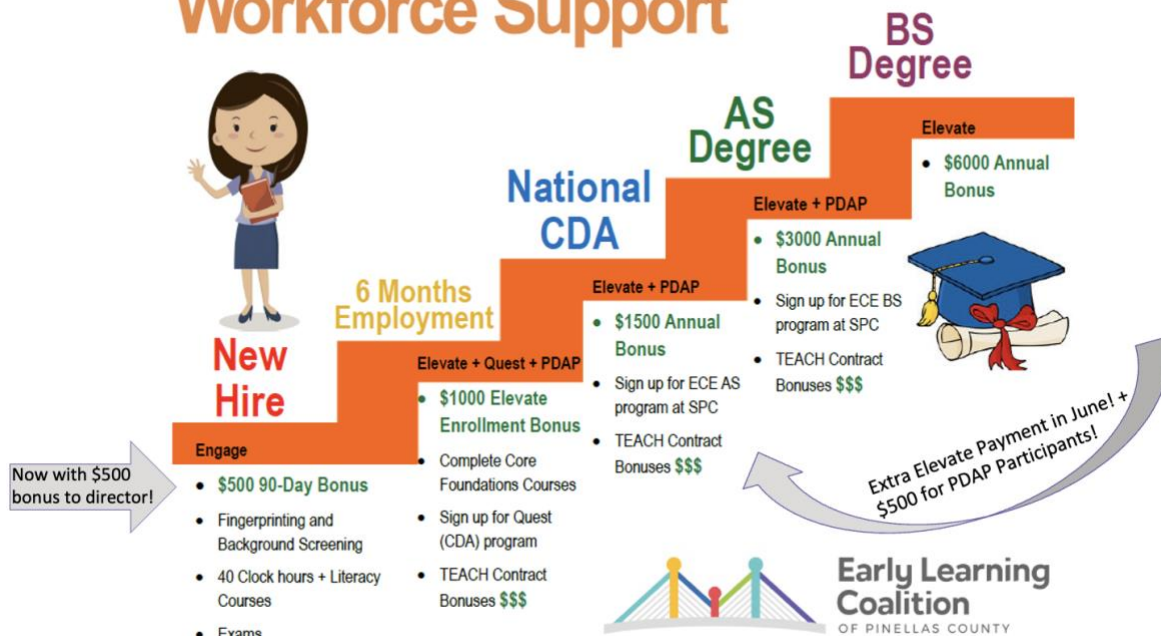 Workforce Support
BS
Degree
Elevate
• $6000 Annual
Bonus
AS
Degree
Elevate + PDAP
• $3000 Annual
Bonus
• Sign up for ECE BS
program at SPC
• TEACH Contract
Bonuses $$$
National
CDA
Elevate + PDAP
• $1500 Annual
Bonus
• Sign up for ECE AS
program at SPC
• TEACH Contract
Bonuses $$$
6 Months
Employment
Elevate + Quest + PDAP
• $1000 Elevate
Enrollment Bonus
• Complete Core
Foundations Courses
• Sign up for Quest
(CDA) program
• TEACH Contract
Bonuses $$$
New
Hire
Engage
• $500 90-Day Bonus
• Fingerprinting and
Background Screening
• 40 Clock hours + Literacy
Courses
• Exams
Now with $500
bonus to director!
Extra Elevate Payment in June! +
$500 for PDAP Participants!
Early Learning
Coalition
OF PINELLAS COUNTY